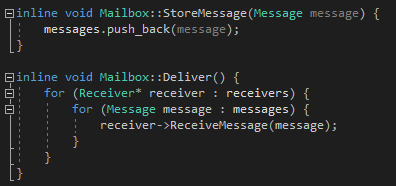 inline void Mailbox::StoreMessage(Message message) {
    messages.push_back(message);
}

inline void Mailbox::Deliver() {
    for (Receiver* receiver : receivers) {
        for (Message message : messages) {
            receiver->ReceiveMessage(message);
        }
    }
}